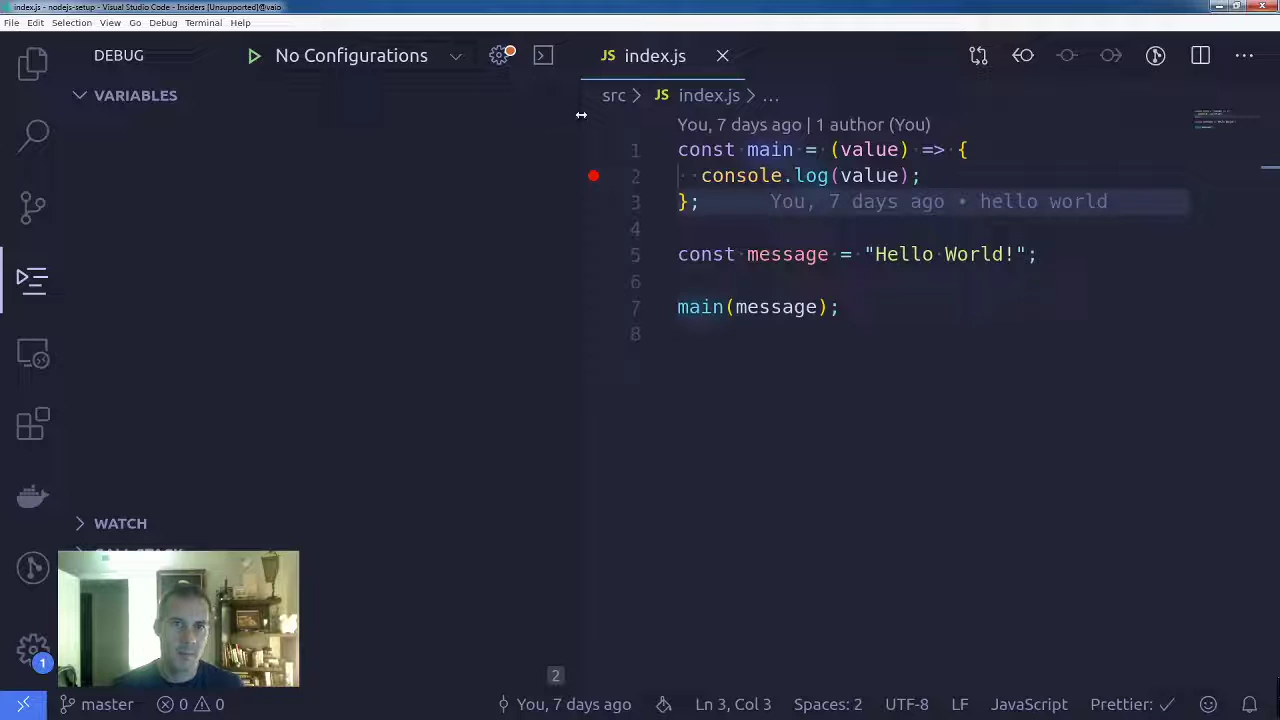 index.js - nodejs-setup - Visual Studio Code - Insiders [Unsupported]@vaio
File Edit Selection View Go Debug Terminal Help
DEBUG
No Configurations
JS index.js
VARIABLES
src JS index.js ...
You, 7 days ago | 1 author (You)
1 const main = (value) => {
2 console.log(value);
3 }; You, 7 days ago • hello world
4
5 const message = "Hello World!";
6
7 main(message);
8
WATCH
CALL STACK
1
2
master 0 0 You, 7 days ago Ln 3, Col 3 Spaces: 2 UTF-8 LF JavaScript Prettier: ✓